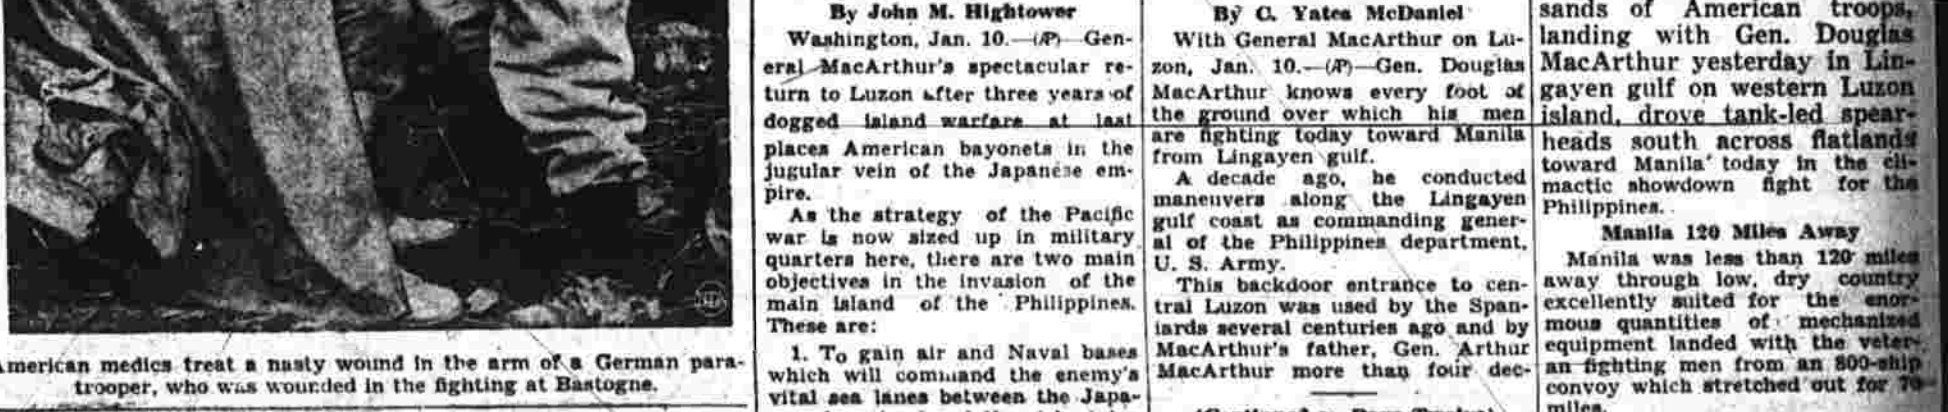 American medics treat a nasty wound in the arm of a German para-
trooper, who was wounded in the fighting at Bastogne.
By John M. Hightower
Washington, Jan. 10.—(AP)—Gen-
eral MacArthur's spectacular re-
turn to Luzon after three years of
dogged island warfare at last
places American bayonets in the
jugular vein of the Japanese em-
pire.
As the strategy of the Pacific
war is now sized up in military
quarters here, there are two main
objectives in the invasion of the
main island of the Philippines.
These are:
1. To gain air and Naval bases
which will command the enemy's
vital sea lanes between the Japa-
By C. Yates McDaniel
With General MacArthur on Lu-
zon, Jan. 10.—(AP)—Gen. Douglas
MacArthur knows every foot of
the ground over which his men
are fighting today toward Manila
from Lingayen gulf.
A decade ago, he conducted
maneuvers along the Lingayen
gulf coast as commanding gener-
al of the Philippines department,
U. S. Army.
This backdoor entrance to cen-
tral Luzon was used by the Span-
iards several centuries ago and by
MacArthur's father, Gen. Arthur
MacArthur more than four dec-
sands of American troops,
landing with Gen. Douglas
MacArthur yesterday in Lin-
gayen gulf on western Luzon
island, drove tank-led spear-
heads south across flatlands
toward Manila today in the cli-
mactic showdown fight for the
Philippines.
Manila 120 Miles Away
Manila was less than 120 miles
away through low, dry country
excellently suited for the enor-
mous quantities of mechanized
equipment landed with the veter-
an fighting men from an 800-ship
convoy which stretched out for 70
miles.